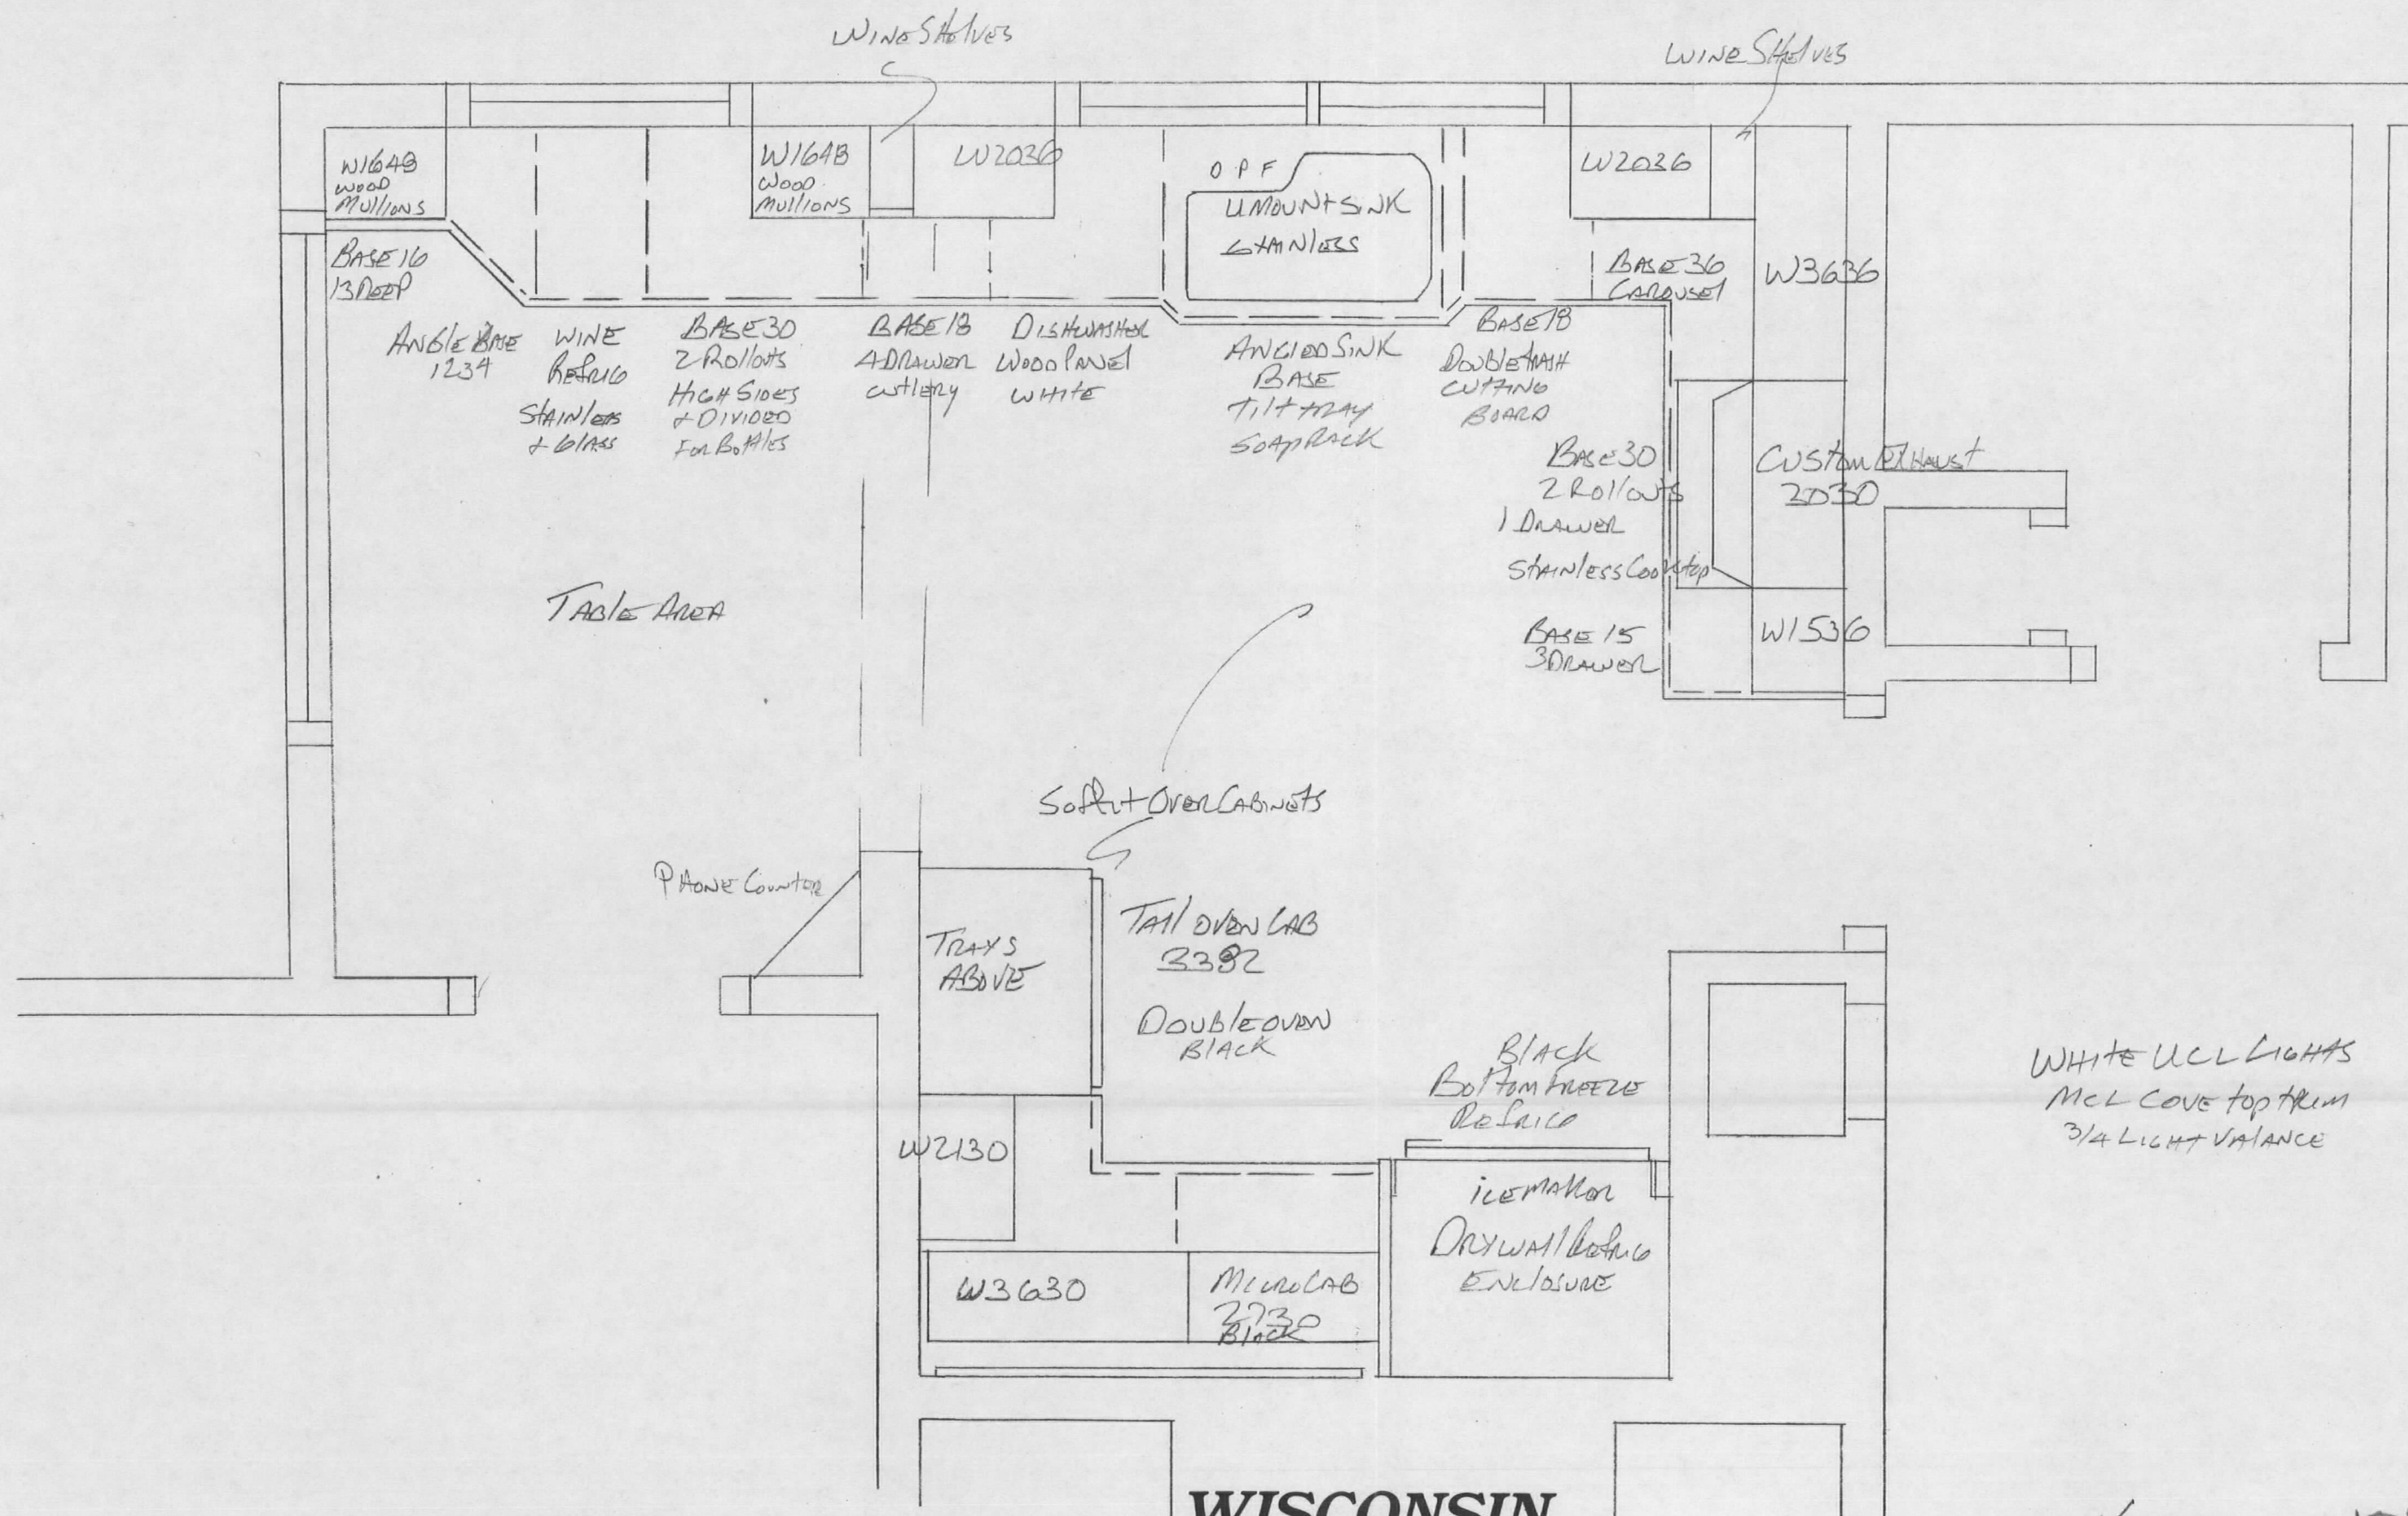 WINE SHELVES
WINE SHELVES
W1648
WOOD
MULLIONS
W1648
WOOD
MULLIONS
W2036
O P F
UMOUNT SINK
STAINLESS
W2036
BASE 16
13 DEEP
BASE 36
CAROUSEL
W3636
ANGLE BASE
1234
WINE
REFRIG
STAINLESS
+ GLASS
BASE 30
2 ROLLOUTS
HIGH SIDES
+ DIVIDED
FOR BOTTLES
BASE 18
4 DRAWER
CUTLERY
DISHWASHER
WOOD PANEL
WHITE
ANGLED SINK
BASE
TILT TRAY
SOAP RACK
BASE 18
DOUBLE TRASH
CUTTING
BOARD
BASE 30
2 ROLLOUTS
1 DRAWER
STAINLESS COOKTOP
CUSTOM EXHAUST
3030
TABLE AREA
BASE 15
3 DRAWER
W1536
SOFFIT OVER CABINETS
PHONE COUNTER
TRAYS
ABOVE
TALL OVEN CAB
3392
DOUBLE OVEN
BLACK
BLACK
BOTTOM FREEZE
REFRIG
WHITE UCL LIGHTS
MCL COVE TOP TRIM
3/4 LIGHT VALANCE
W2130
ICEMAKER
DRYWALL REFRIG
ENCLOSURE
W3630
MICRO CAB
2730
BLACK
WISCONSIN